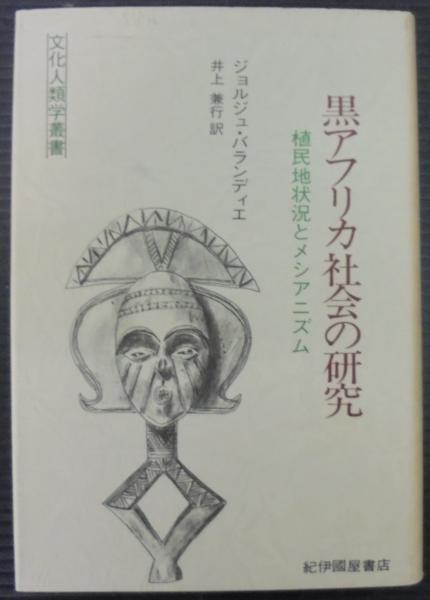 黒アフリカ社会の研究
植民地状況とメシアニズム
ジョルジュ・バランディエ
井上兼行訳
文化人類学叢書
紀伊國屋書店